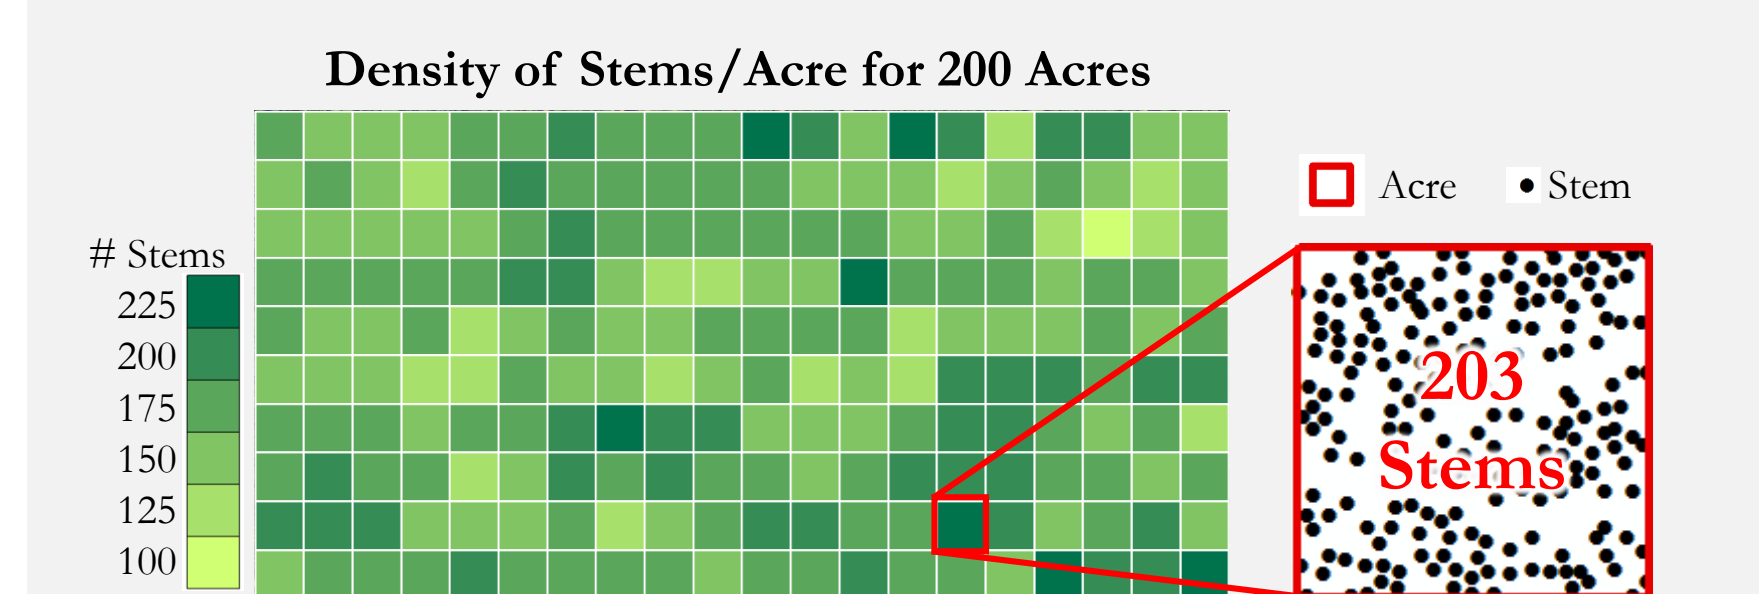 Density of Stems/Acre for 200 Acres
Acre
Stem
# Stems
225
200
175
150
125
100
203
Stems